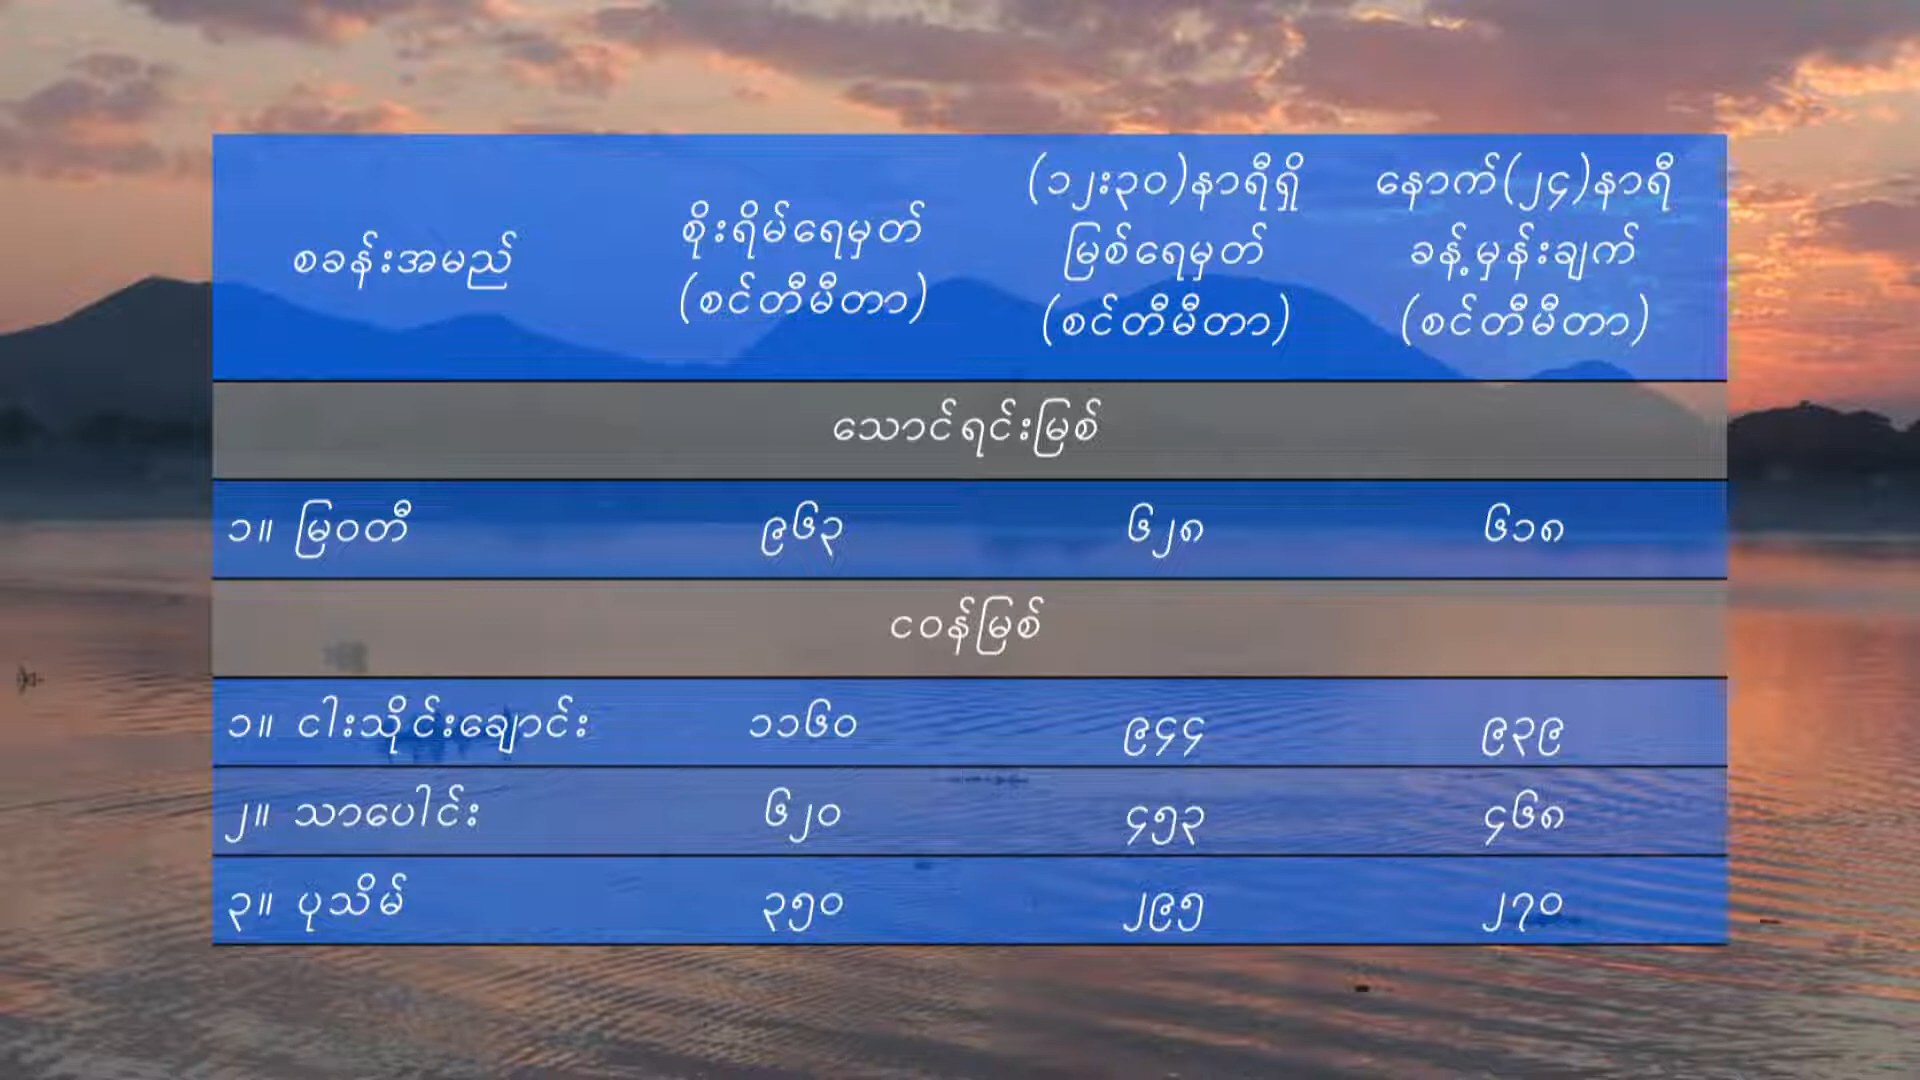 စခန်းအမည်
စိုးရိမ်ရေမှတ်
(စင်တီမီတာ)
(၁၂း၃၀)နာရီရှိ
မြစ်ရေမှတ်
(စင်တီမီတာ)
နောက်(၂၄)နာရီ
ခန့်မှန်းချက်
(စင်တီမီတာ)
သောင်ရင်းမြစ်
၁။ မြဝတီ ၉၆၃ ၆၂၈ ၆၁၈
ငဝန်မြစ်
၁။ ငါးသိုင်းချောင်း ၁၁၆၀ ၉၄၄ ၉၃၉
၂။ သာပေါင်း ၆၂၀ ၄၅၃ ၄၆၈
၃။ ပုသိမ် ၃၅၀ ၂၉၅ ၂၇၀